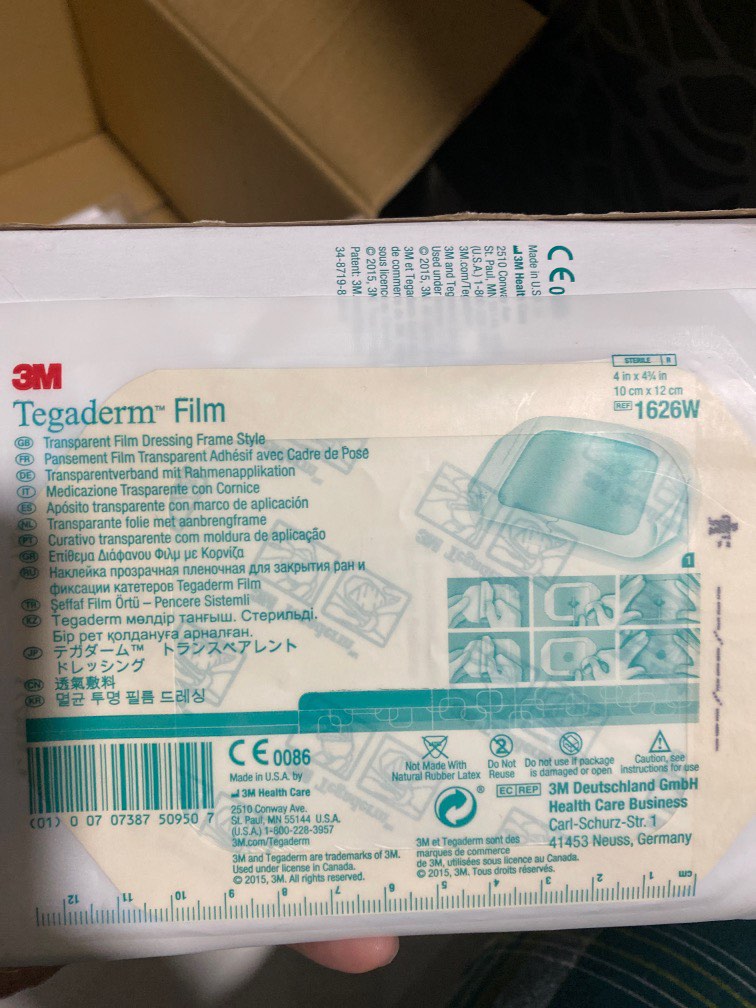 CE 0
Made in U.S
3M Healt
2510 Conwa
St. Paul, MN
(U.S.A.) 1-8
3M.com/Te
3M and Teg
Used under
© 2015, 3M
3M et Tega
de commer
sous licenc
© 2015, 3M
Patent: 3M.
34-8719-8
3M
Tegaderm™ Film
GB Transparent Film Dressing Frame Style
FR Pansement Film Transparent Adhésif avec Cadre de Pose
DE Transparentverband mit Rahmenapplikation
IT Medicazione Trasparente con Cornice
ES Apósito transparente con marco de aplicación
NL Transparante folie met aanbrengframe
PT Curativo transparente com moldura de aplicação
GR Επίθεμα Διάφανου Φιλμ με Κορνίζα
RU Наклейка прозрачная пленочная для закрытия ран и
фиксации катетеров Tegaderm Film
TR Şeffaf Film Örtü – Pencere Sistemli
KZ Tegaderm мөлдір таңғыш. Стерильді.
Бір рет қолдануға арналған.
JP テガダーム™ トランスペアレント
ドレッシング
CN 透氣敷料
KR 멸균 투명 필름 드레싱
STERILE R
4 in x 4¾ in
10 cm x 12 cm
REF 1626W
1
(01) 0 07 07387 50950 7
CE 0086
Made in U.S.A. by
3M Health Care
2510 Conway Ave.
St. Paul, MN 55144 U.S.A.
(U.S.A.) 1-800-228-3957
3M.com/Tegaderm
3M and Tegaderm are trademarks of 3M.
Used under license in Canada.
© 2015, 3M. All rights reserved.
Not Made With
Natural Rubber Latex
Do Not
Reuse
Do not use if package
is damaged or open
Caution, see
instructions for use
®
EC REP 3M Deutschland GmbH
Health Care Business
Carl-Schurz-Str. 1
41453 Neuss, Germany
3M et Tegaderm sont des
marques de commerce
de 3M, utilisées sous licence au Canada.
© 2015, 3M. Tous droits réservés.
12 11 10 9 8 7 6 5 4 3 2 1 cm